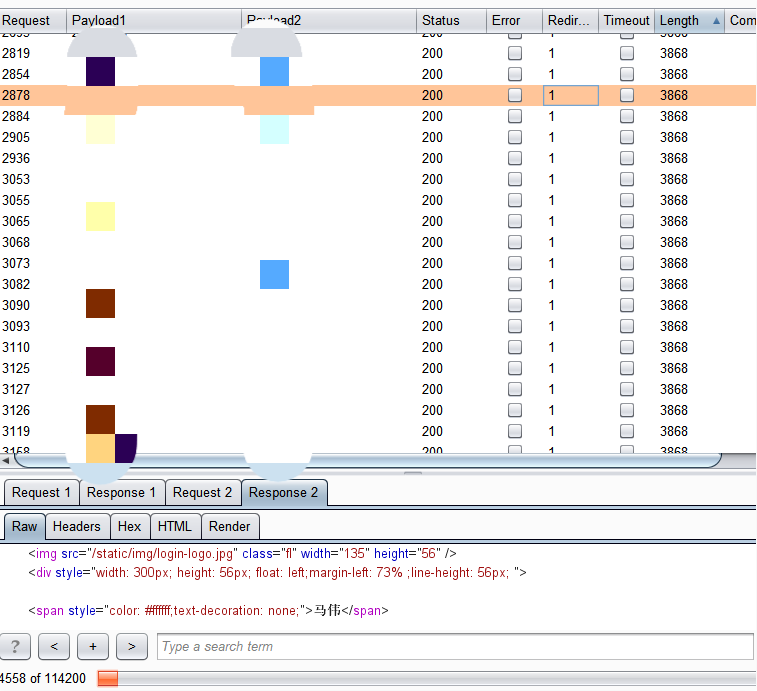 Request Payload1 Payload2 Status Error Redir... Timeout Length Com
2819 200 1 3868
2854 200 1 3868
2878 200 1 3868
2884 200 1 3868
2905 200 1 3868
2936 200 1 3868
3053 200 1 3868
3055 200 1 3868
3065 200 1 3868
3068 200 1 3868
3073 200 1 3868
3082 200 1 3868
3090 200 1 3868
3093 200 1 3868
3110 200 1 3868
3125 200 1 3868
3127 200 1 3868
3126 200 1 3868
3119 200 1 3868
3158 200 1 3868
Request 1 Response 1 Request 2 Response 2
Raw Headers Hex HTML Render
<img src="/static/img/login-logo.jpg" class="fl" width="135" height="56" />
<div style="width: 300px; height: 56px; float: left;margin-left: 73% ;line-height: 56px; ">
<span style="color: #ffffff;text-decoration: none;">马伟</span>
? < + > Type a search term
4558 of 114200